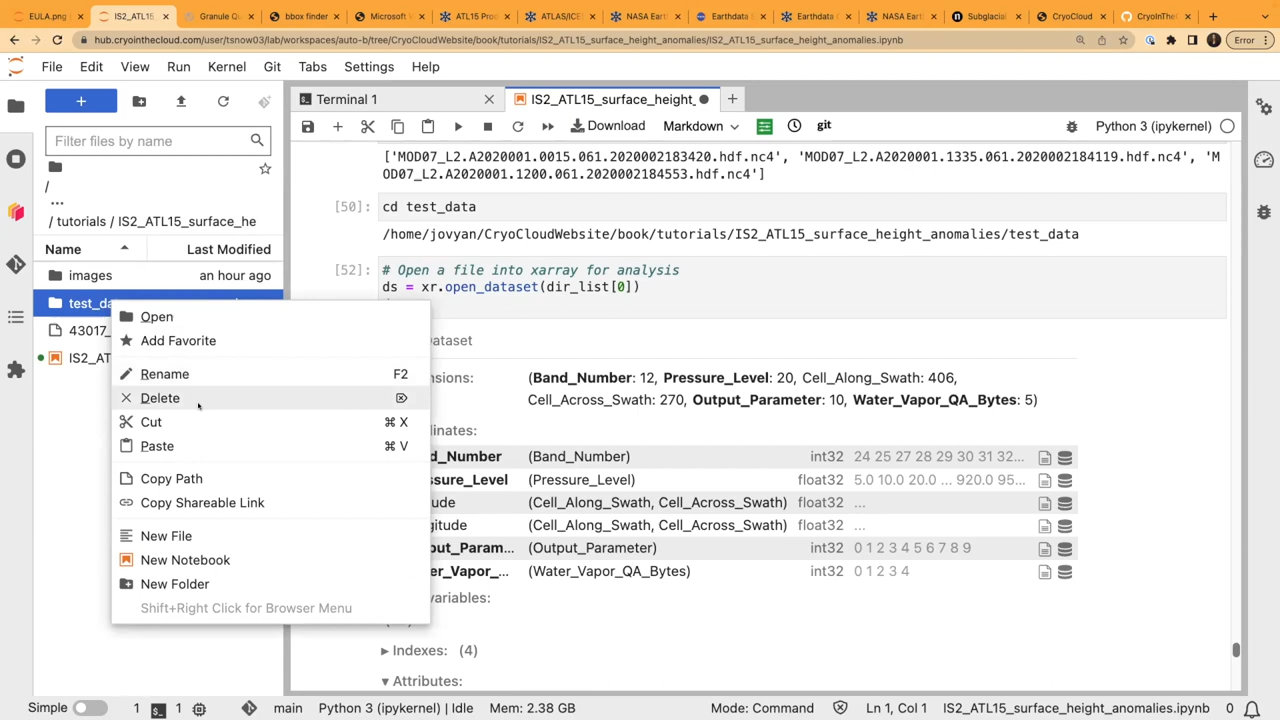 EULA.png
IS2_ATL15
Granule Qu
bbox finder
Microsoft
ATL15 Pro
ATLAS/ICE
NASA Eart
Earthdata S
Earthdata
NASA Eart
Subglacial
CryoCloud
CryoInThe
hub.cryointhecloud.com/user/tsnow03/lab/workspaces/auto-b/tree/CryoCloudWebsite/book/tutorials/IS2_ATL15_surface_height_anomalies/IS2_ATL15_surface_height_anomalies.ipynb
Error
File Edit View Run Kernel Git Tabs Settings Help
Terminal 1
IS2_ATL15_surface_height_
Download Markdown git Python 3 (ipykernel)
Filter files by name
/
...
/ tutorials / IS2_ATL15_surface_he
Name Last Modified
images an hour ago
test_da
43017_
IS2_AT
Open
Add Favorite
Rename F2
Delete
Cut ⌘ X
Paste ⌘ V
Copy Path
Copy Shareable Link
New File
New Notebook
New Folder
Shift+Right Click for Browser Menu
['MOD07_L2.A2020001.0015.061.2020002183420.hdf.nc4', 'MOD07_L2.A2020001.1335.061.2020002184119.hdf.nc4', 'M
OD07_L2.A2020001.1200.061.2020002184553.hdf.nc4']
[50]: cd test_data
/home/jovyan/CryoCloudWebsite/book/tutorials/IS2_ATL15_surface_height_anomalies/test_data
[52]: # Open a file into xarray for analysis
ds = xr.open_dataset(dir_list[0])
ataset
nsions: (Band_Number: 12, Pressure_Level: 20, Cell_Along_Swath: 406,
Cell_Across_Swath: 270, Output_Parameter: 10, Water_Vapor_QA_Bytes: 5)
dinates:
d_Number (Band_Number) int32 24 25 27 28 29 30 31 32...
ssure_Level (Pressure_Level) float32 5.0 10.0 20.0 ... 920.0 95...
ude (Cell_Along_Swath, Cell_Across_Swath) float32 ...
gitude (Cell_Along_Swath, Cell_Across_Swath) float32 ...
put_Param... (Output_Parameter) int32 0 1 2 3 4 5 6 7 8 9
er_Vapor_... (Water_Vapor_QA_Bytes) int32 0 1 2 3 4
variables:
Indexes: (4)
Attributes:
Simple 1 1 main Python 3 (ipykernel) | Idle Mem: 2.38 GB Mode: Command Ln 1, Col 1 IS2_ATL15_surface_height_anomalies.ipynb 0